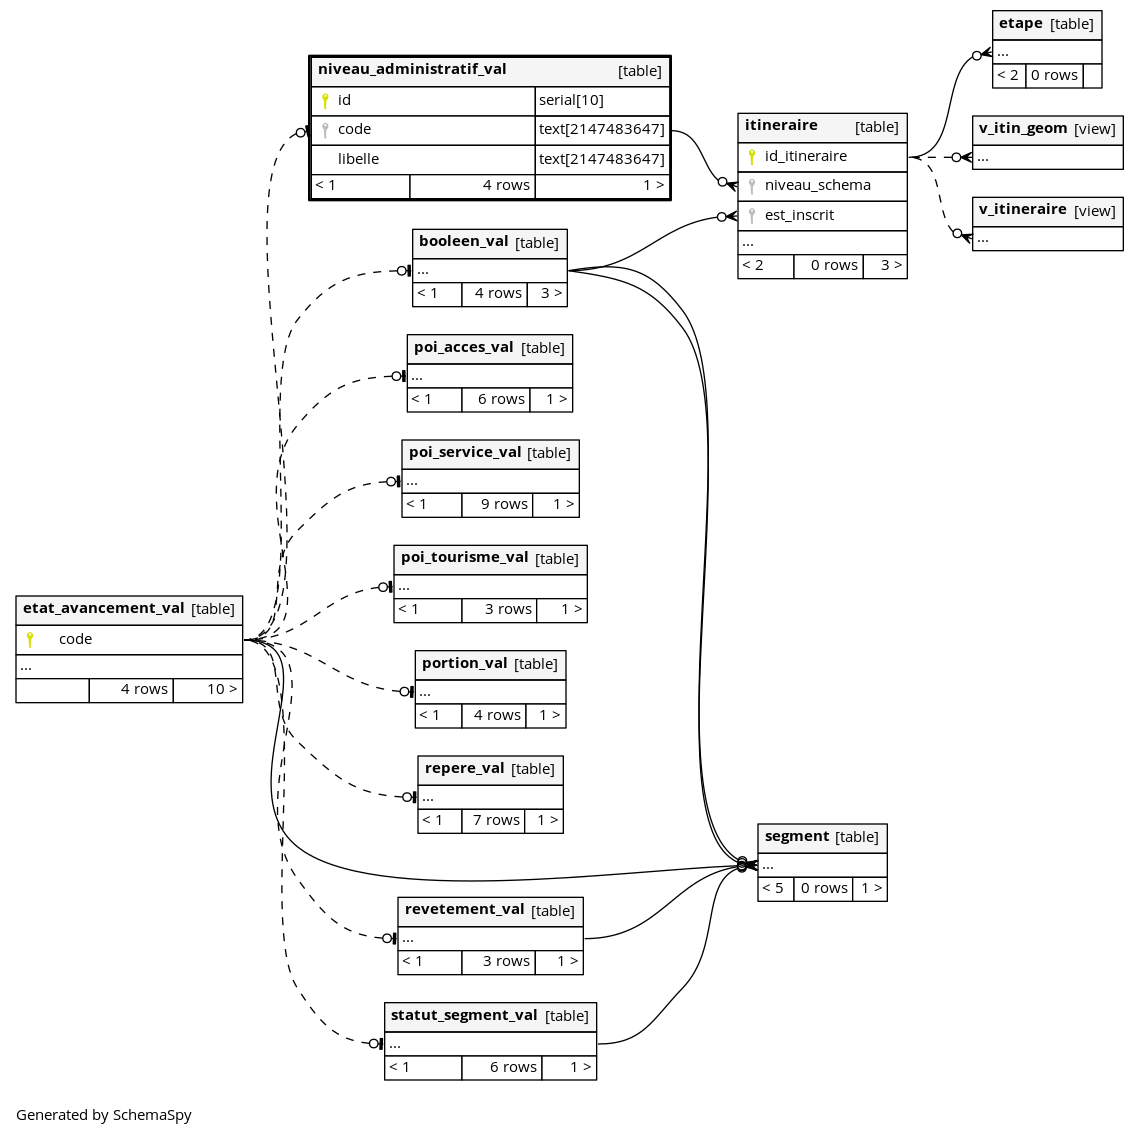 etape [table]
...
< 2 0 rows
niveau_administratif_val [table]
id serial[10]
code text[2147483647]
libelle text[2147483647]
< 1 4 rows 1 >
itineraire [table]
id_itineraire
niveau_schema
est_inscrit
...
< 2 0 rows 3 >
v_itin_geom [view]
...
v_itineraire [view]
...
booleen_val [table]
...
< 1 4 rows 3 >
poi_acces_val [table]
...
< 1 6 rows 1 >
poi_service_val [table]
...
< 1 9 rows 1 >
poi_tourisme_val [table]
...
< 1 3 rows 1 >
etat_avancement_val [table]
code
...
4 rows 10 >
portion_val [table]
...
< 1 4 rows 1 >
repere_val [table]
...
< 1 7 rows 1 >
segment [table]
...
< 5 0 rows 1 >
revetement_val [table]
...
< 1 3 rows 1 >
statut_segment_val [table]
...
< 1 6 rows 1 >
Generated by SchemaSpy